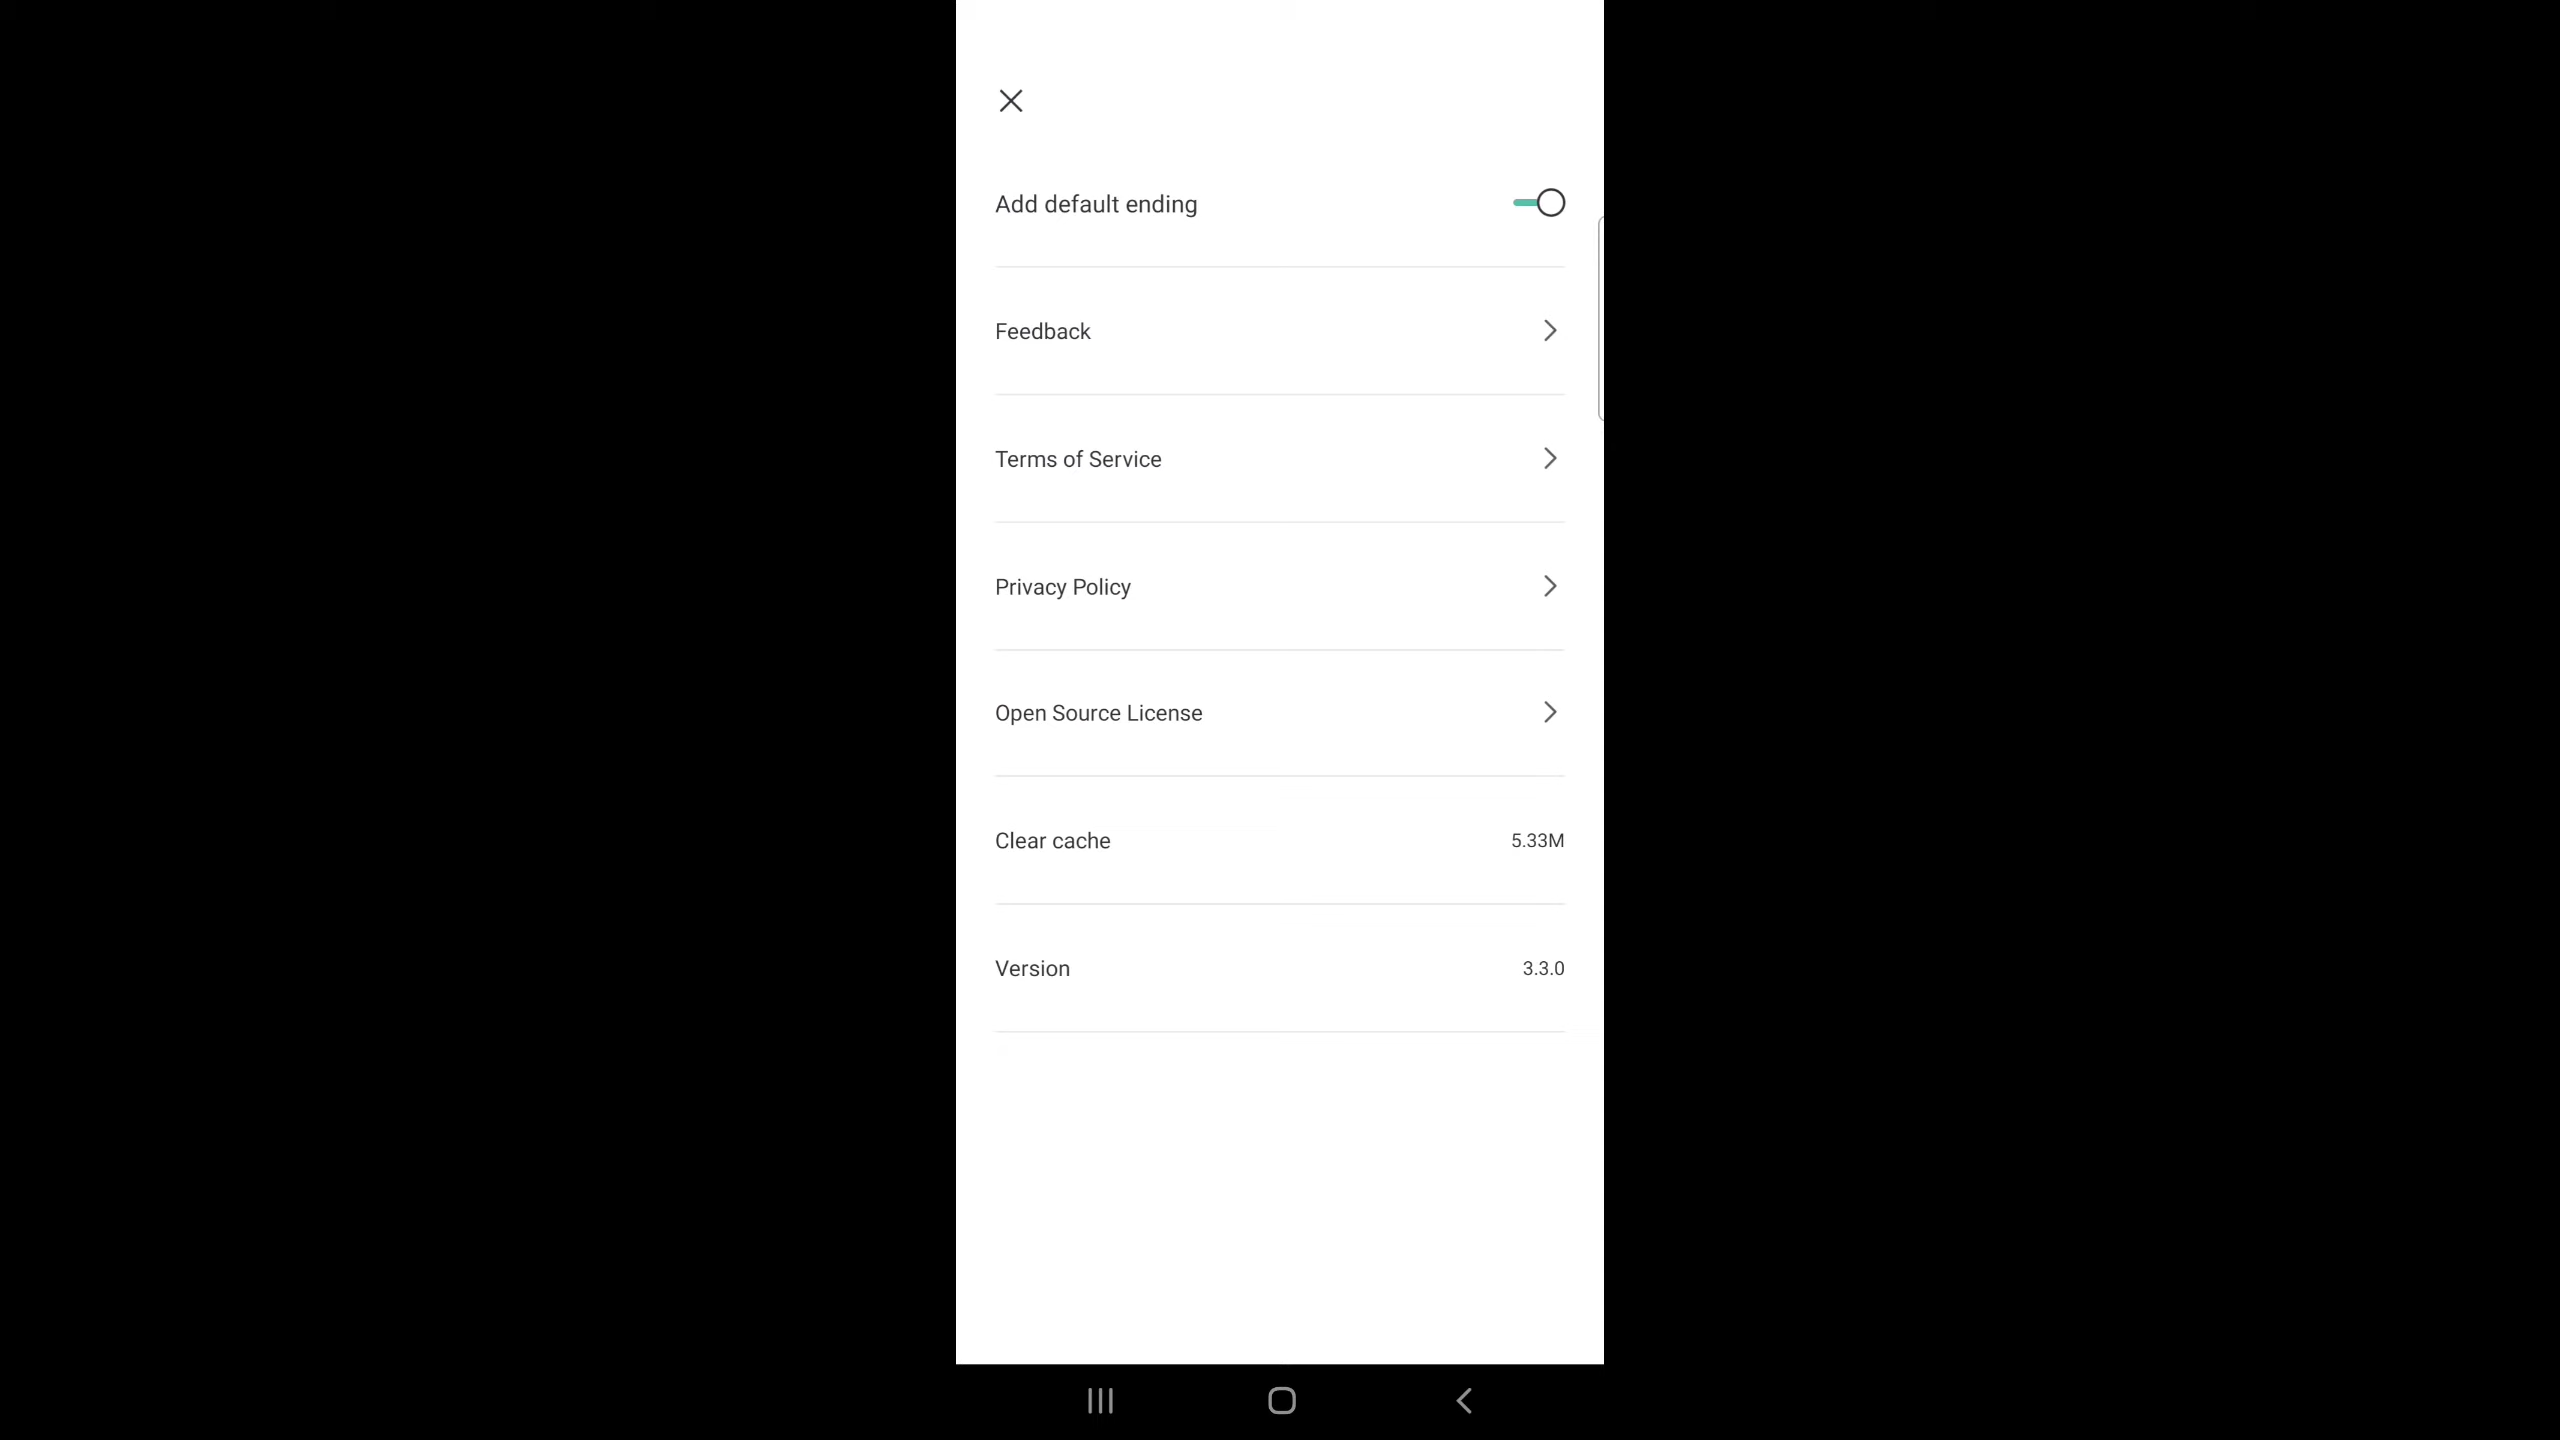 Add default ending
Feedback
Terms of Service
Privacy Policy
Open Source License
Clear cache 5.33M
Version 3.3.0